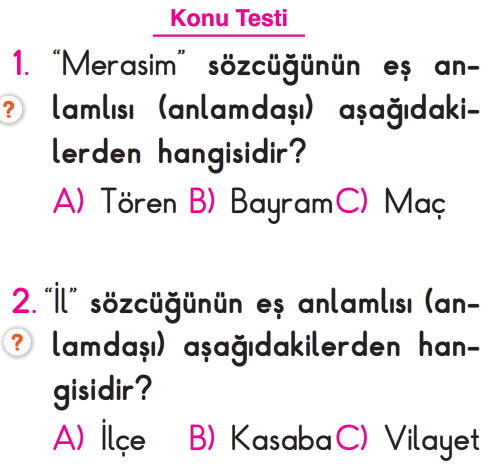 Konu Testi
1. “Merasim” sözcüğünün eş an-
? lamlısı (anlamdaşı) aşağıdaki-
lerden hangisidir?
A) Tören B) Bayram C) Maç
2. “İl” sözcüğünün eş anlamlısı (an-
? lamdaşı) aşağıdakilerden han-
gisidir?
A) İlçe B) Kasaba C) Vilayet